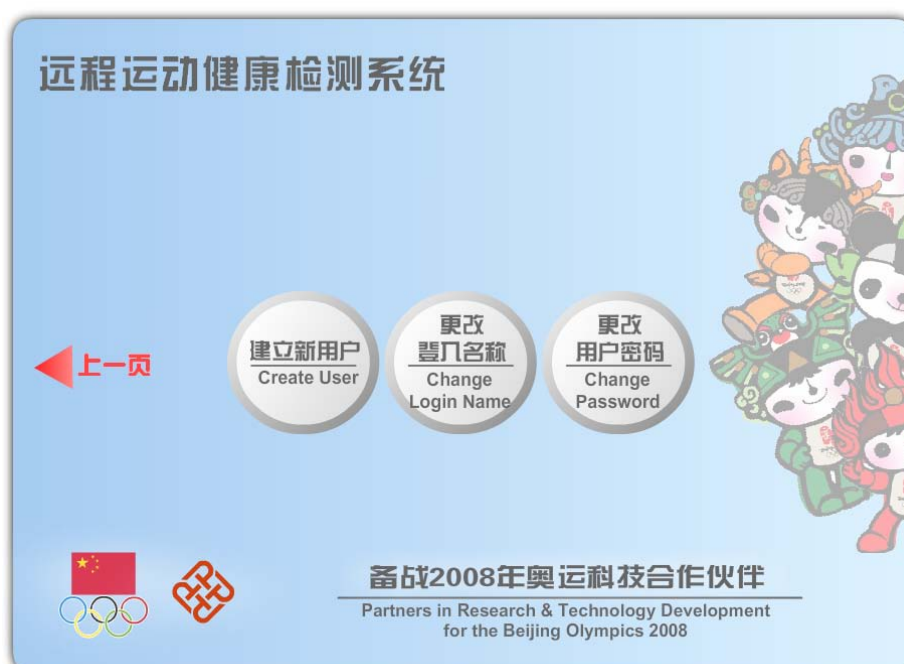 远程运动健康检测系统
上一页
建立新用户
Create User
更改
登入名称
Change
Login Name
更改
用户密码
Change
Password
备战2008年奥运科技合作伙伴
Partners in Research & Technology Development
for the Beijing Olympics 2008